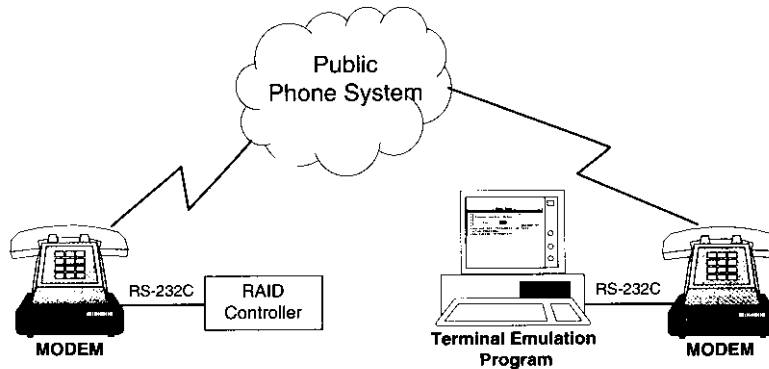 Public
Phone System
RS-232C
RAID
Controller
MODEM
RS-232C
Terminal Emulation
Program
MODEM